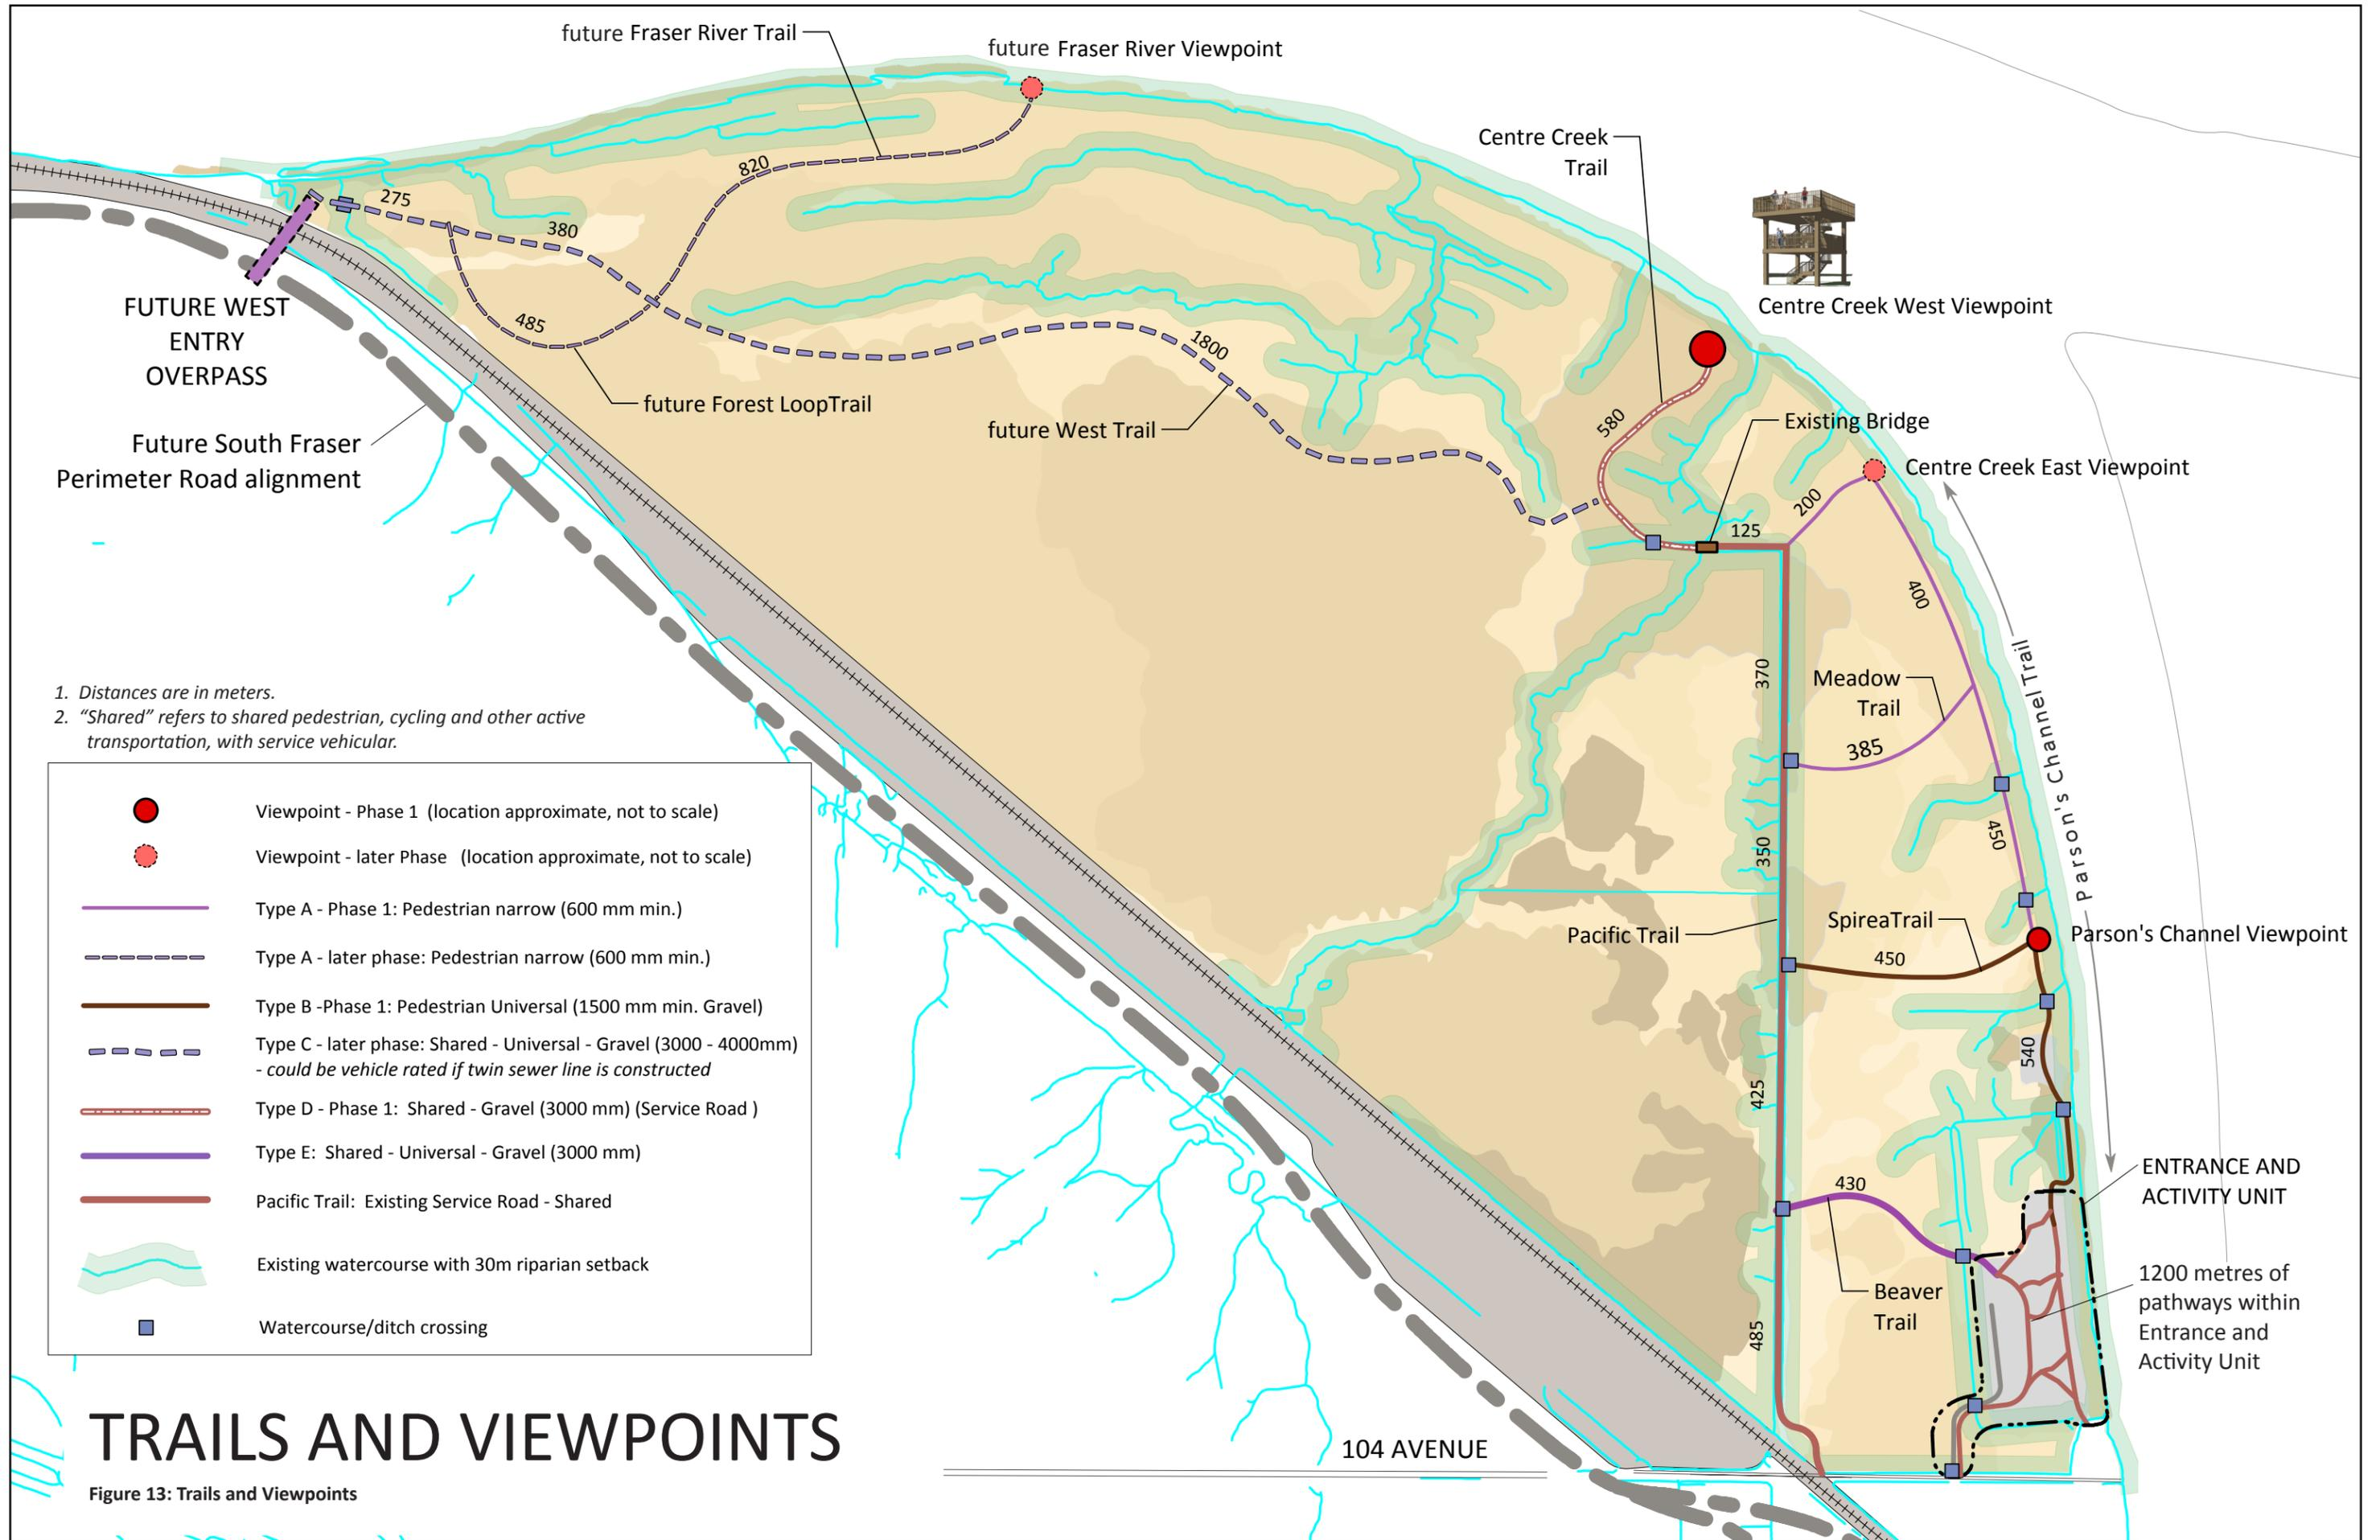 future Fraser River Trail
future Fraser River Viewpoint
Centre Creek
Trail
Centre Creek West Viewpoint
820
275
380
485
FUTURE WEST
ENTRY
OVERPASS
future Forest LoopTrail
Future South Fraser
Perimeter Road alignment
1800
future West Trail
580
Existing Bridge
Centre Creek East Viewpoint
125
200
400
Parson's Channel Trail
370
Meadow
Trail
385
450
350
Pacific Trail
SpireaTrail
450
Parson's Channel Viewpoint
540
425
430
ENTRANCE AND
ACTIVITY UNIT
Beaver
Trail
485
1200 metres of
pathways within
Entrance and
Activity Unit
104 AVENUE
1. Distances are in meters.
2. “Shared” refers to shared pedestrian, cycling and other active
transportation, with service vehicular.
Viewpoint - Phase 1 (location approximate, not to scale)
Viewpoint - later Phase (location approximate, not to scale)
Type A - Phase 1: Pedestrian narrow (600 mm min.)
Type A - later phase: Pedestrian narrow (600 mm min.)
Type B -Phase 1: Pedestrian Universal (1500 mm min. Gravel)
Type C - later phase: Shared - Universal - Gravel (3000 - 4000mm)
- could be vehicle rated if twin sewer line is constructed
Type D - Phase 1: Shared - Gravel (3000 mm) (Service Road )
Type E: Shared - Universal - Gravel (3000 mm)
Pacific Trail: Existing Service Road - Shared
Existing watercourse with 30m riparian setback
Watercourse/ditch crossing
TRAILS AND VIEWPOINTS
Figure 13: Trails and Viewpoints